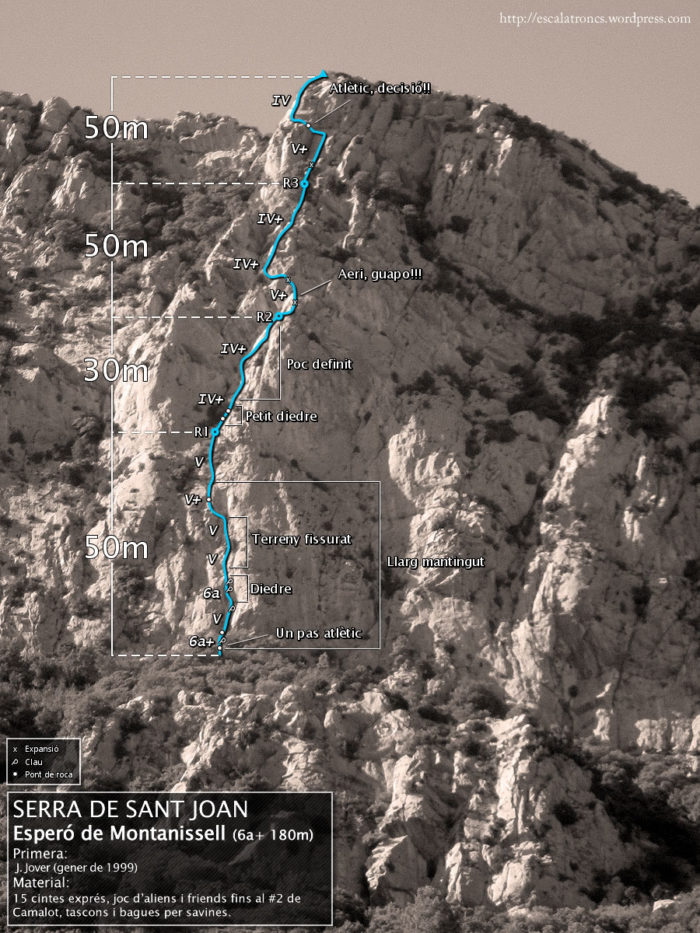 http://escalatroncs.wordpress.com
Atlètic, decisió!!
IV
50m
V+
R3
IV+
50m
IV+
Aeri, guapo!!!
V+
R2
IV+
Poc definit
30m
IV+
Petit diedre
R1
V
V+
V
Terreny fissurat
50m
V
Llarg mantingut
6a
Diedre
V
Un pas atlètic
6a+
x Expansió
Clau
Pont de roca
SERRA DE SANT JOAN
Esperó de Montanissell (6a+ 180m)
Primera:
J. Jover (gener de 1999)
Material:
15 cintes exprés, joc d'aliens i friends fins al #2 de
Camalot, tascons i bagues per savines.